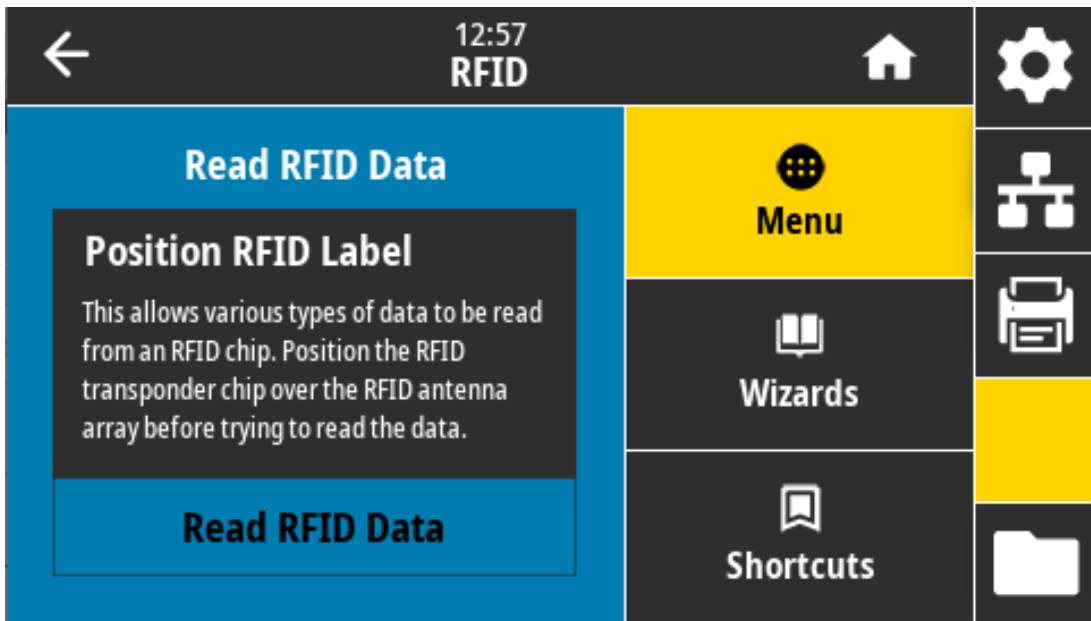 12:57
RFID
Read RFID Data
Position RFID Label
This allows various types of data to be read
from an RFID chip. Position the RFID
transponder chip over the RFID antenna
array before trying to read the data.
Read RFID Data
Menu
Wizards
Shortcuts